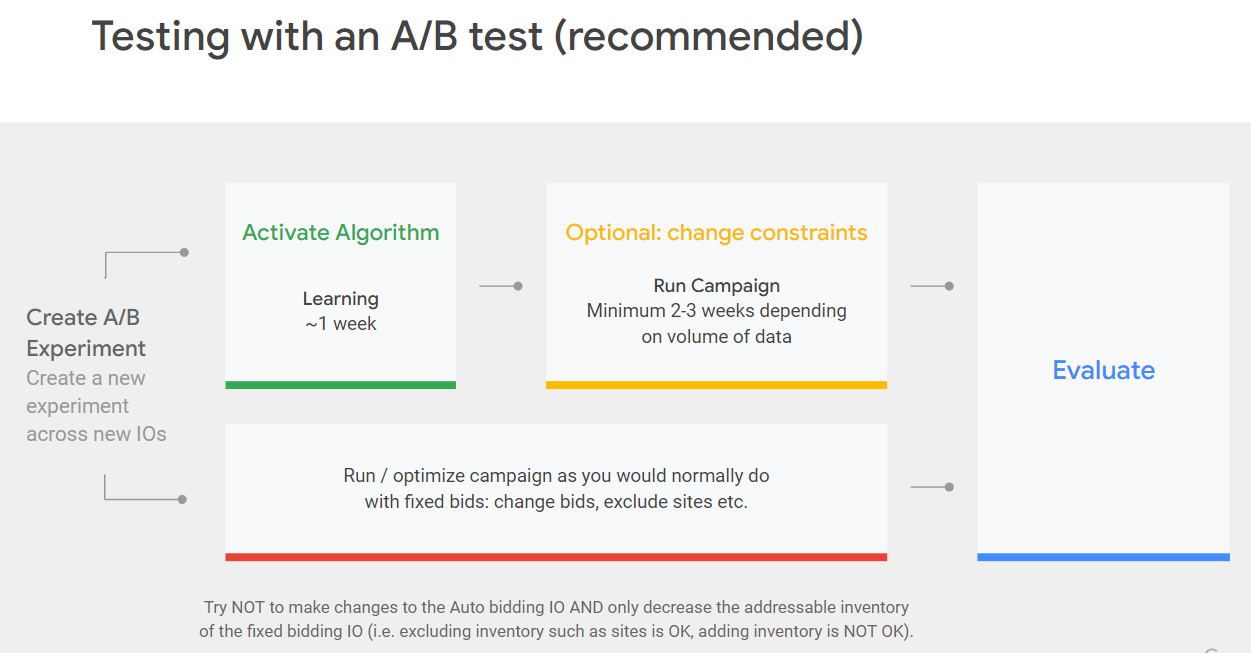 Testing with an A/B test (recommended)
Create A/B
Experiment
Create a new
experiment
across new IOs
Activate Algorithm
Learning
~1 week
Optional: change constraints
Run Campaign
Minimum 2-3 weeks depending
on volume of data
Run / optimize campaign as you would normally do
with fixed bids: change bids, exclude sites etc.
Evaluate
Try NOT to make changes to the Auto bidding IO AND only decrease the addressable inventory
of the fixed bidding IO (i.e. excluding inventory such as sites is OK, adding inventory is NOT OK).